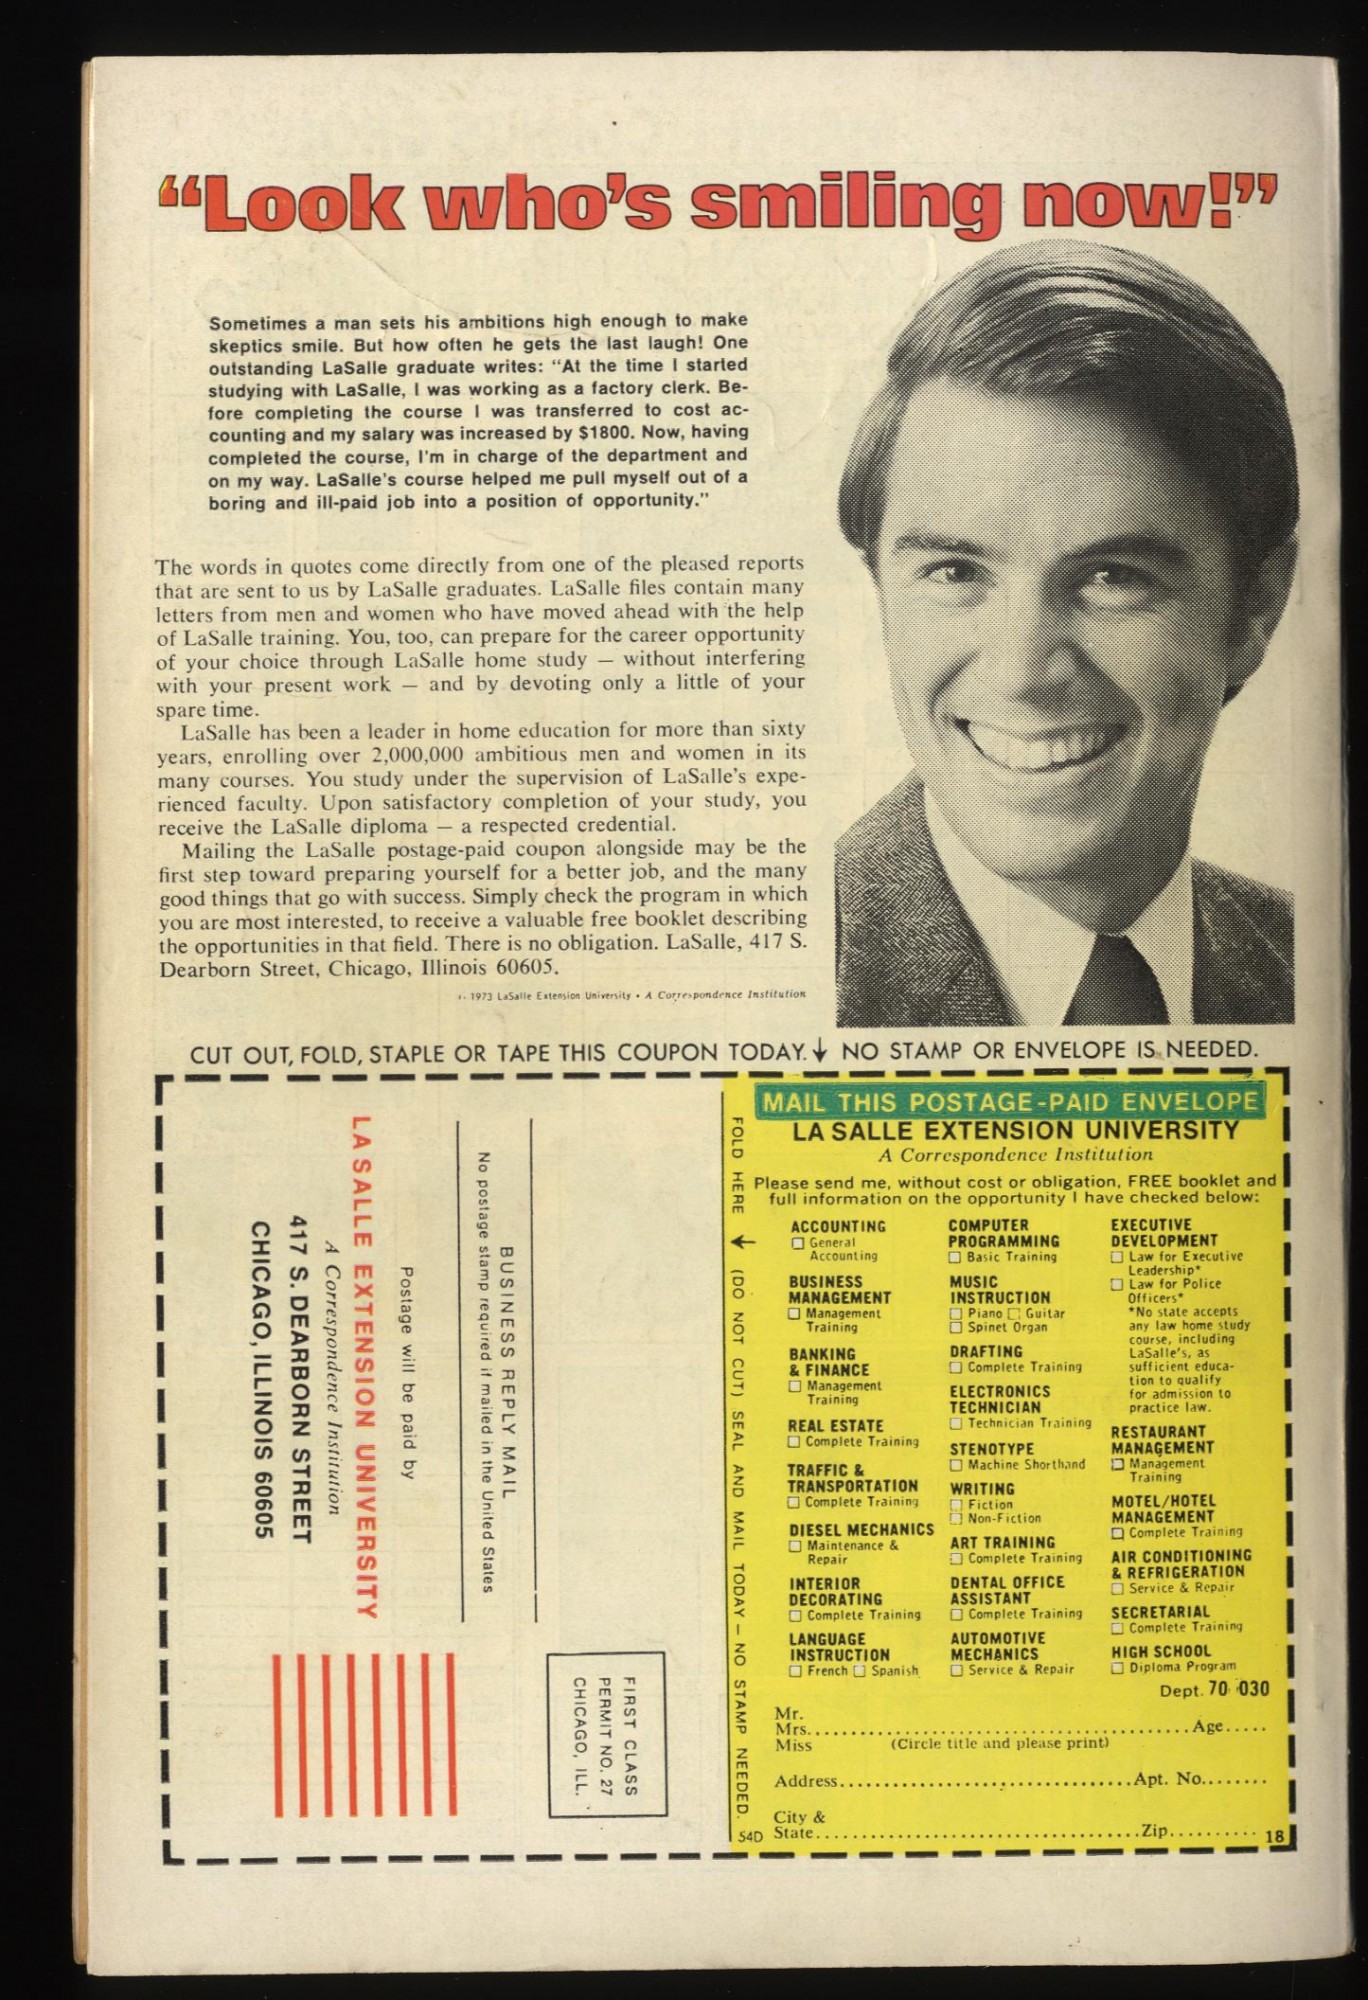 “Look who's smiling now!”
Sometimes a man sets his ambitions high enough to make
skeptics smile. But how often he gets the last laugh! One
outstanding LaSalle graduate writes: “At the time I started
studying with LaSalle, I was working as a factory clerk. Be-
fore completing the course I was transferred to cost ac-
counting and my salary was increased by $1800. Now, having
completed the course, I'm in charge of the department and
on my way. LaSalle's course helped me pull myself out of a
boring and ill-paid job into a position of opportunity.”
The words in quotes come directly from one of the pleased reports
that are sent to us by LaSalle graduates. LaSalle files contain many
letters from men and women who have moved ahead with the help
of LaSalle training. You, too, can prepare for the career opportunity
of your choice through LaSalle home study — without interfering
with your present work — and by devoting only a little of your
spare time.
LaSalle has been a leader in home education for more than sixty
years, enrolling over 2,000,000 ambitious men and women in its
many courses. You study under the supervision of LaSalle's expe-
rienced faculty. Upon satisfactory completion of your study, you
receive the LaSalle diploma — a respected credential.
Mailing the LaSalle postage-paid coupon alongside may be the
first step toward preparing yourself for a better job, and the many
good things that go with success. Simply check the program in which
you are most interested, to receive a valuable free booklet describing
the opportunities in that field. There is no obligation. LaSalle, 417 S.
Dearborn Street, Chicago, Illinois 60605.
1973 LaSalle Extension University • A Correspondence Institution
CUT OUT, FOLD, STAPLE OR TAPE THIS COUPON TODAY. ↓ NO STAMP OR ENVELOPE IS NEEDED.
FIRST CLASS
PERMIT NO. 27
CHICAGO, ILL.
BUSINESS REPLY MAIL
No postage stamp required if mailed in the United States
Postage will be paid by
LA SALLE EXTENSION UNIVERSITY
A Correspondence Institution
417 S. DEARBORN STREET
CHICAGO, ILLINOIS 60605
FOLD HERE ← (DO NOT CUT) SEAL AND MAIL TODAY — NO STAMP NEEDED.
54D
MAIL THIS POSTAGE-PAID ENVELOPE
LA SALLE EXTENSION UNIVERSITY
A Correspondence Institution
Please send me, without cost or obligation, FREE booklet and
full information on the opportunity I have checked below:
ACCOUNTING
☐ General
Accounting
BUSINESS
MANAGEMENT
☐ Management
Training
BANKING
& FINANCE
☐ Management
Training
REAL ESTATE
☐ Complete Training
TRAFFIC &
TRANSPORTATION
☐ Complete Training
DIESEL MECHANICS
☐ Maintenance &
Repair
INTERIOR
DECORATING
☐ Complete Training
LANGUAGE
INSTRUCTION
☐ French ☐ Spanish
COMPUTER
PROGRAMMING
☐ Basic Training
MUSIC
INSTRUCTION
☐ Piano ☐ Guitar
☐ Spinet Organ
DRAFTING
☐ Complete Training
ELECTRONICS
TECHNICIAN
☐ Technician Training
STENOTYPE
☐ Machine Shorthand
WRITING
☐ Fiction
☐ Non-Fiction
ART TRAINING
☐ Complete Training
DENTAL OFFICE
ASSISTANT
☐ Complete Training
AUTOMOTIVE
MECHANICS
☐ Service & Repair
EXECUTIVE
DEVELOPMENT
☐ Law for Executive
Leadership*
☐ Law for Police
Officers*
*No state accepts
any law home study
course, including
LaSalle's, as
sufficient educa-
tion to qualify
for admission to
practice law.
RESTAURANT
MANAGEMENT
☐ Management
Training
MOTEL/HOTEL
MANAGEMENT
☐ Complete Training
AIR CONDITIONING
& REFRIGERATION
☐ Service & Repair
SECRETARIAL
☐ Complete Training
HIGH SCHOOL
☐ Diploma Program
Dept. 70-030
Mr.
Mrs. Age
Miss (Circle title and please print)
Address Apt. No.
City &
State Zip 18